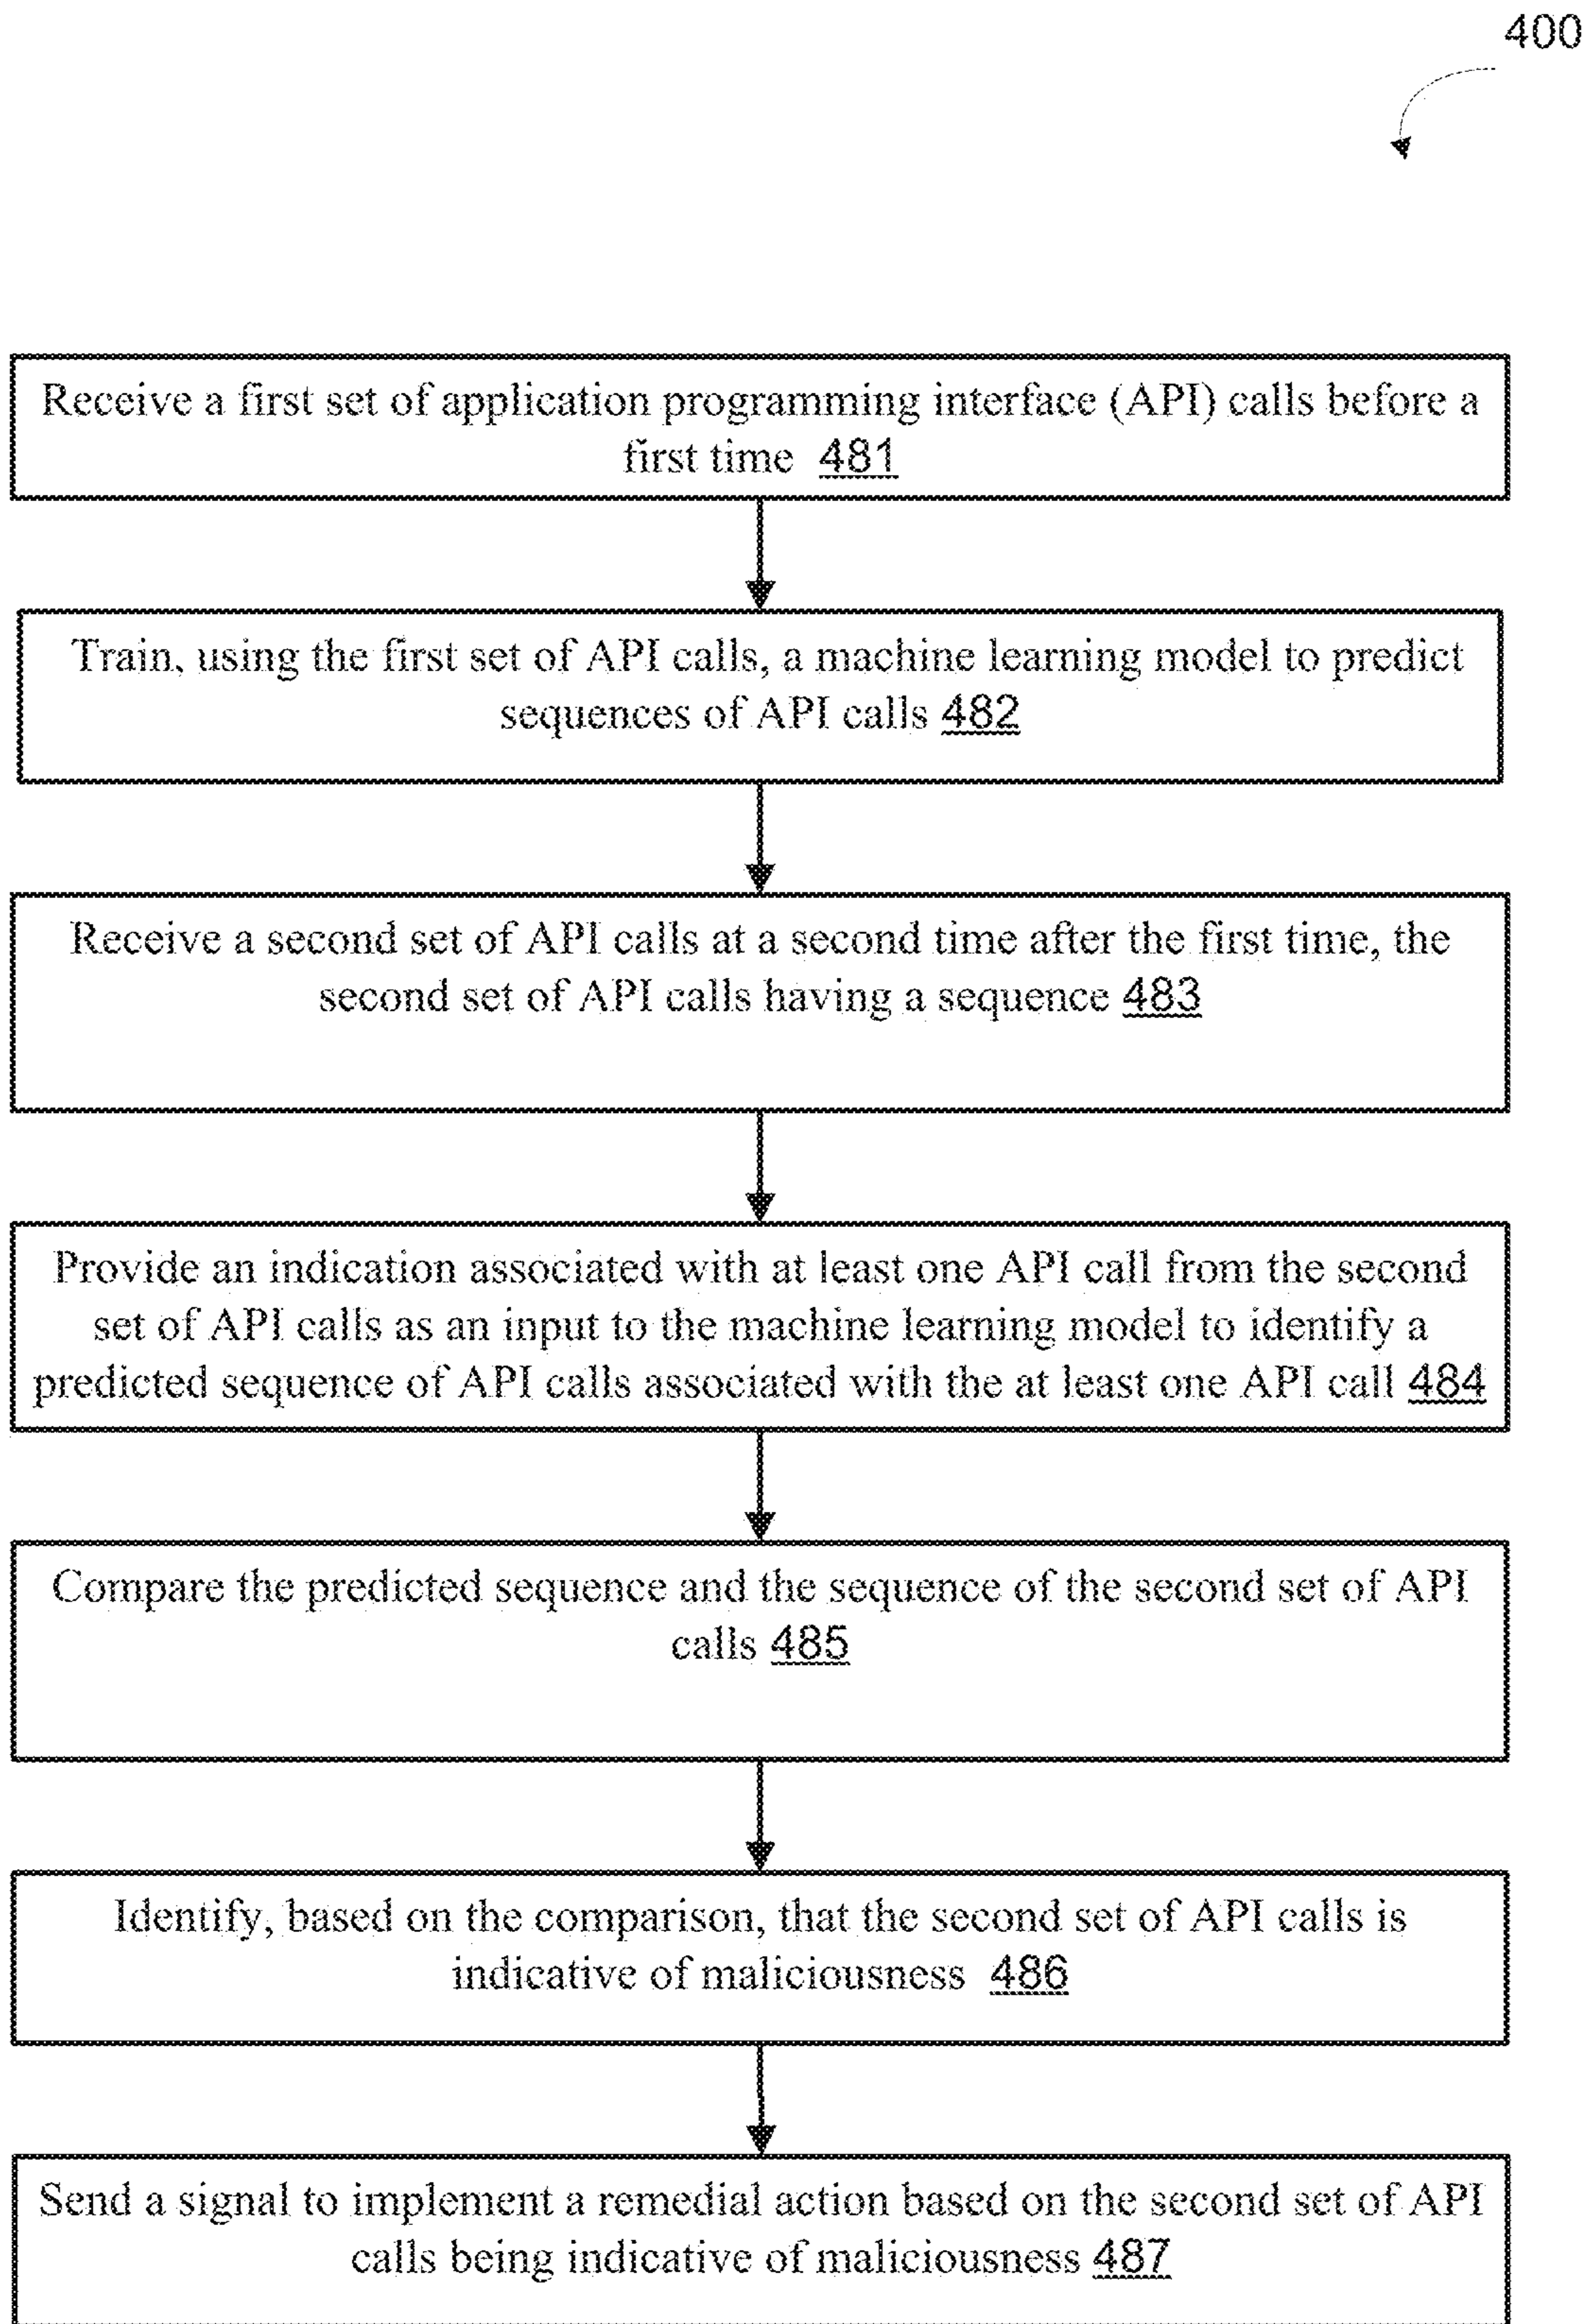 400
Receive a first set of application programming interface (API) calls before a
first time 481
Train, using the first set of API calls, a machine learning model to predict
sequences of API calls 482
Receive a second set of API calls at a second time after the first time, the
second set of API calls having a sequence 483
Provide an indication associated with at least one API call from the second
set of API calls as an input to the machine learning model to identify a
predicted sequence of API calls associated with the at least one API call 484
Compare the predicted sequence and the sequence of the second set of API
calls 485
Identify, based on the comparison, that the second set of API calls is
indicative of maliciousness 486
Send a signal to implement a remedial action based on the second set of API
calls being indicative of maliciousness 487